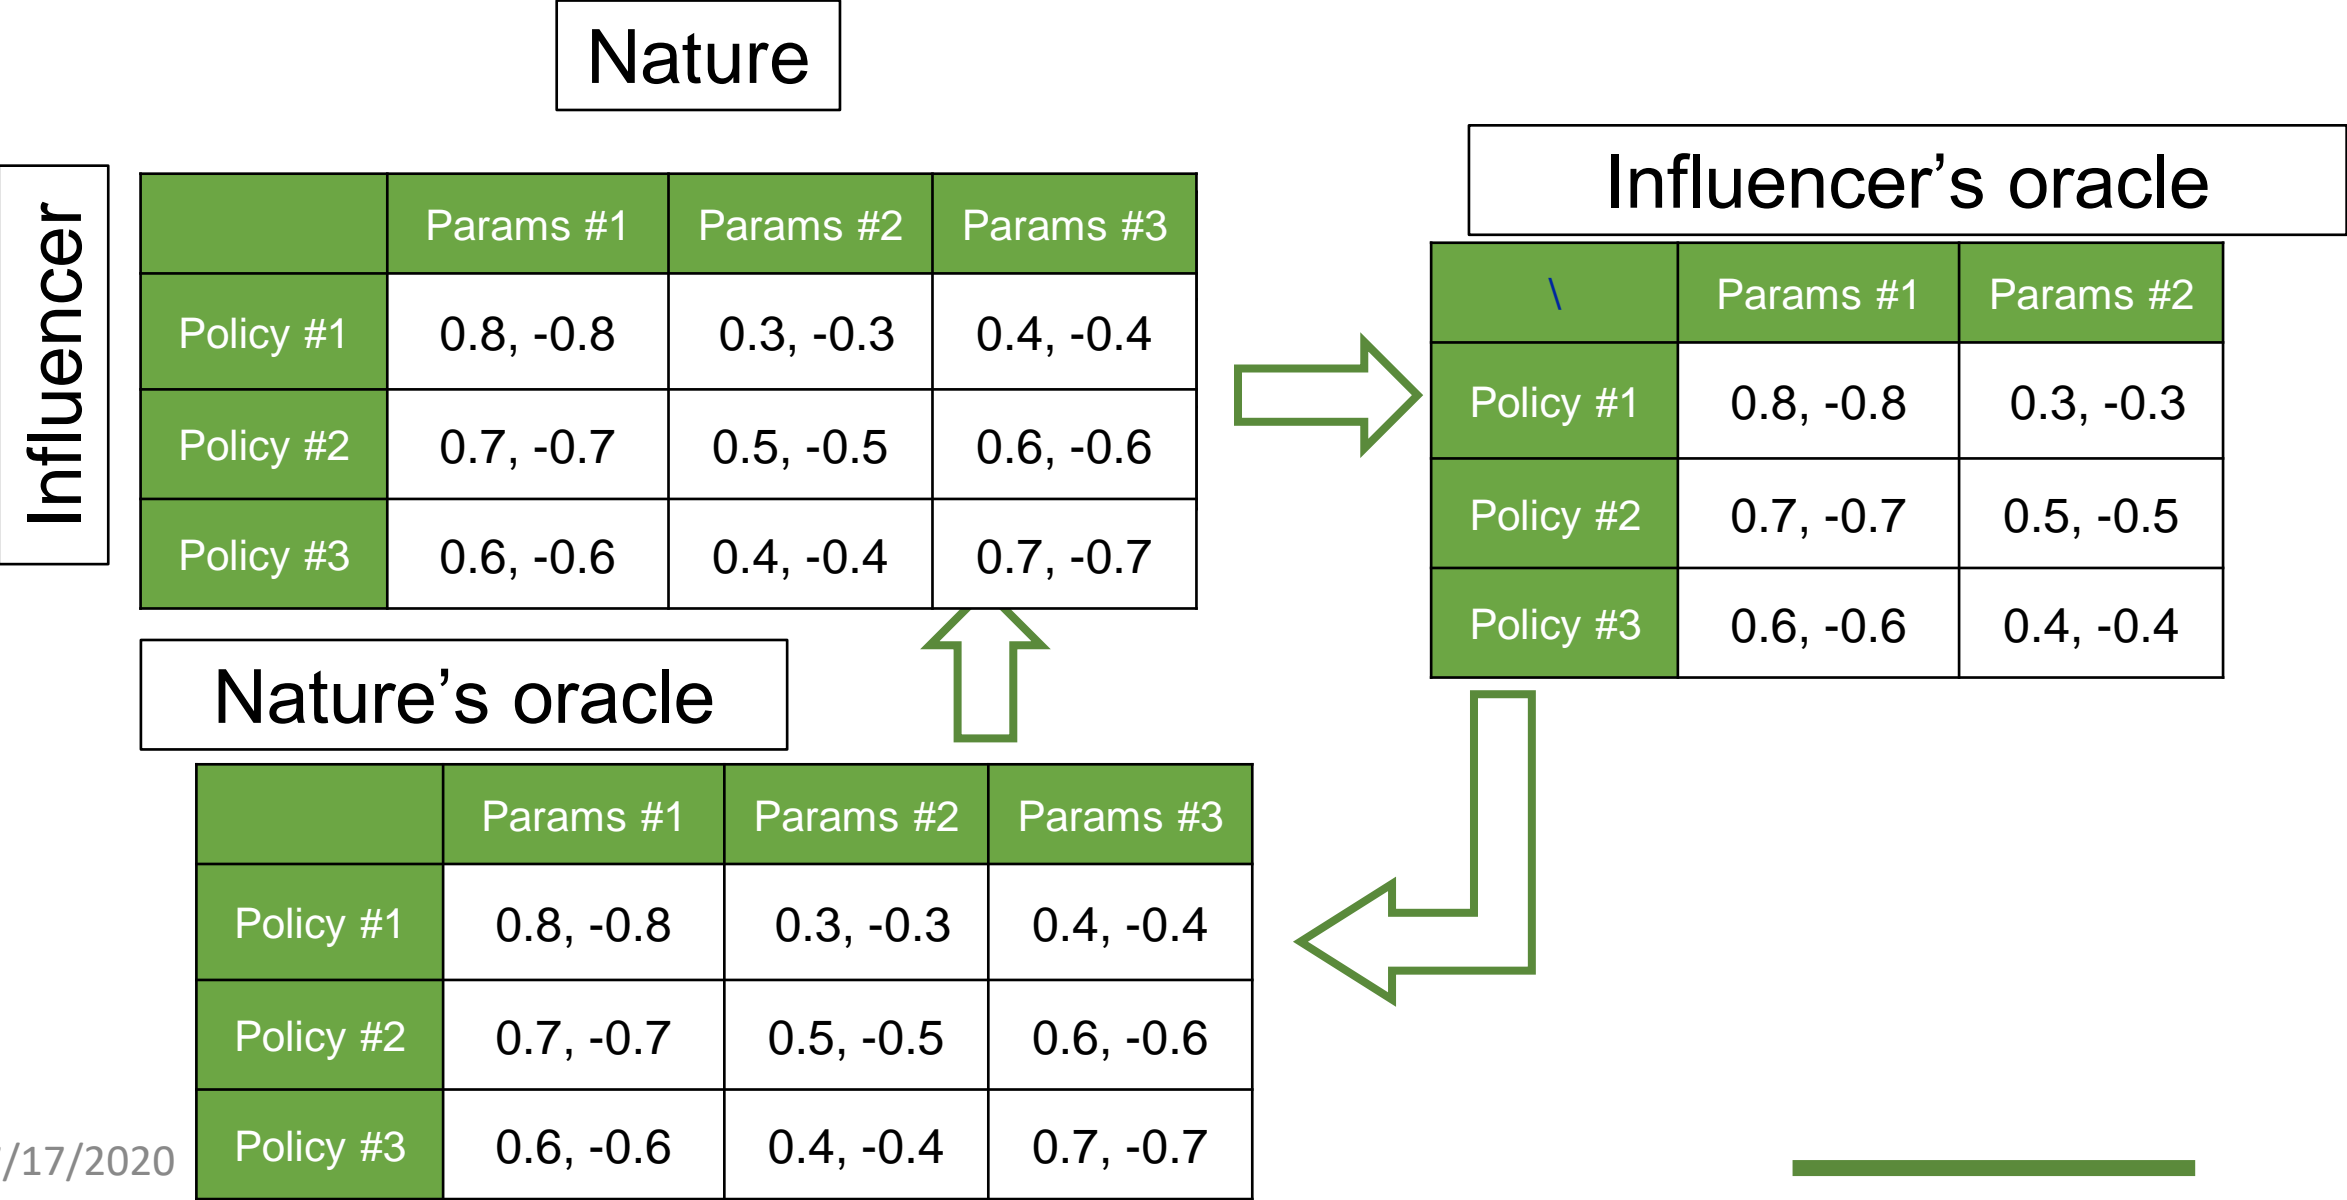 Nature
Influencer
Params #1 Params #2 Params #3
Policy #1 0.8, -0.8 0.3, -0.3 0.4, -0.4
Policy #2 0.7, -0.7 0.5, -0.5 0.6, -0.6
Policy #3 0.6, -0.6 0.4, -0.4 0.7, -0.7
Influencer’s oracle
\ Params #1 Params #2
Policy #1 0.8, -0.8 0.3, -0.3
Policy #2 0.7, -0.7 0.5, -0.5
Policy #3 0.6, -0.6 0.4, -0.4
Nature’s oracle
Params #1 Params #2 Params #3
Policy #1 0.8, -0.8 0.3, -0.3 0.4, -0.4
Policy #2 0.7, -0.7 0.5, -0.5 0.6, -0.6
Policy #3 0.6, -0.6 0.4, -0.4 0.7, -0.7
/17/2020